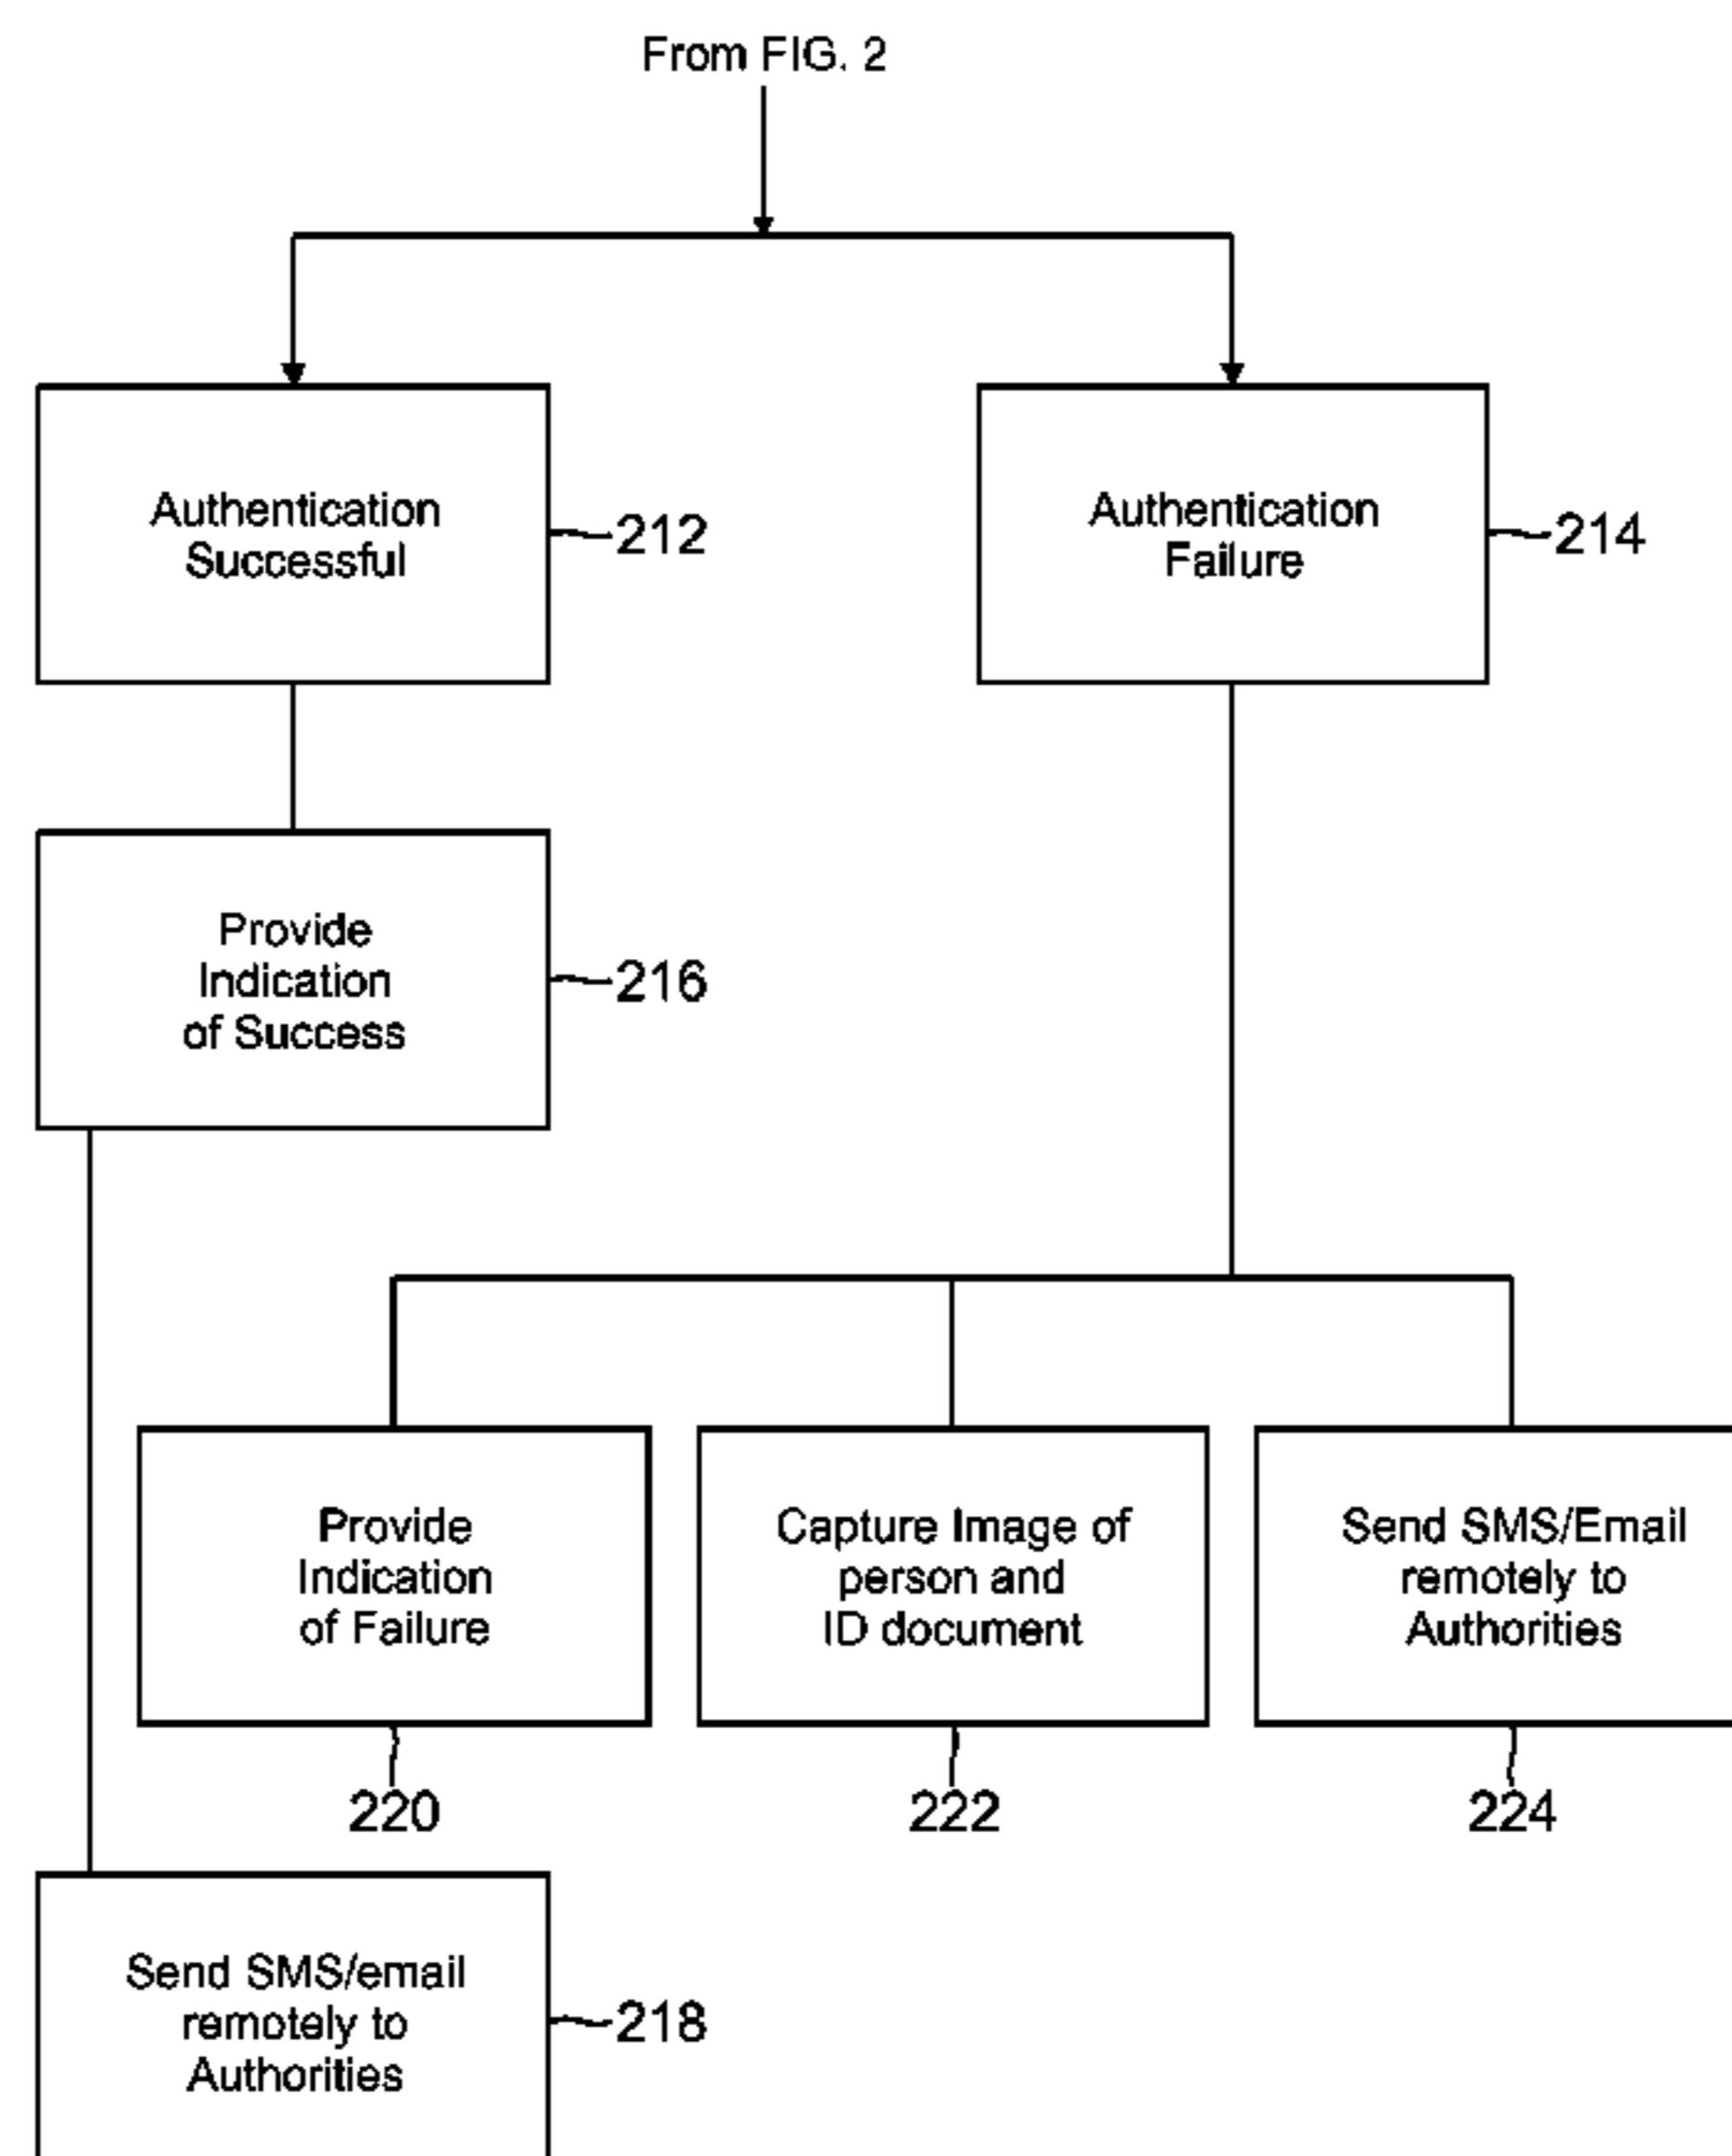 From FIG. 2
Authentication
Successful
212
Authentication
Failure
214
Provide
Indication
of Success
216
Provide
Indication
of Failure
220
Capture Image of
person and
ID document
222
Send SMS/Email
remotely to
Authorities
224
Send SMS/email
remotely to
Authorities
218